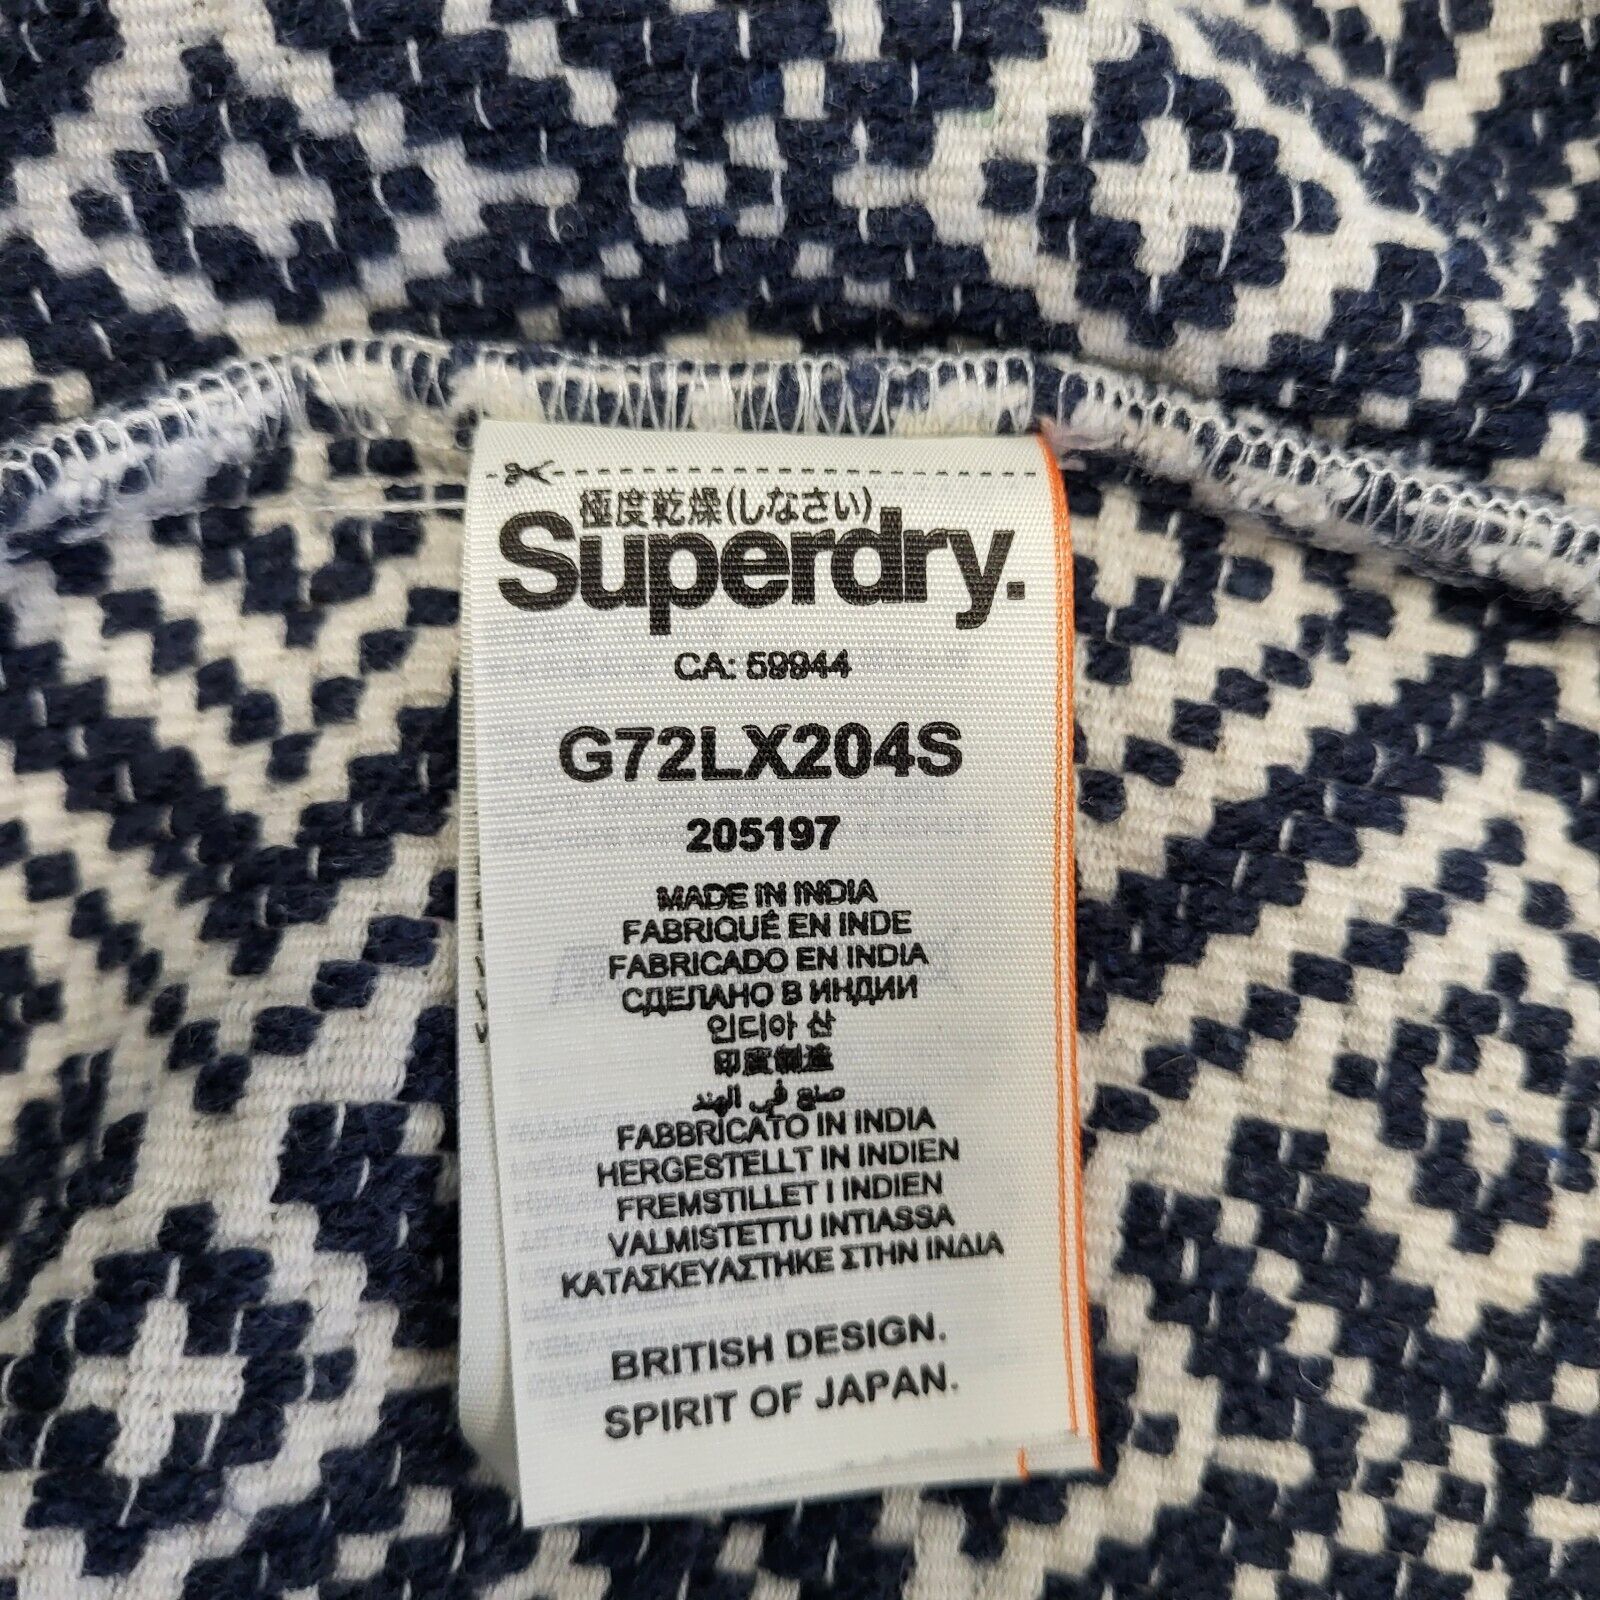 極度乾燥(しなさい)
Superdry.
CA: 59944
G72LX204S
205197
MADE IN INDIA
FABRIQUÉ EN INDE
FABRICADO EN INDIA
СДЕЛАНО В ИНДИИ
인디아 산
印度製造
صنع في الهند
FABBRICATO IN INDIA
HERGESTELLT IN INDIEN
FREMSTILLET I INDIEN
VALMISTETTU INTIASSA
ΚΑΤΑΣΚΕΥΑΣΤΗΚΕ ΣΤΗΝ ΙΝΔΙΑ
BRITISH DESIGN.
SPIRIT OF JAPAN.